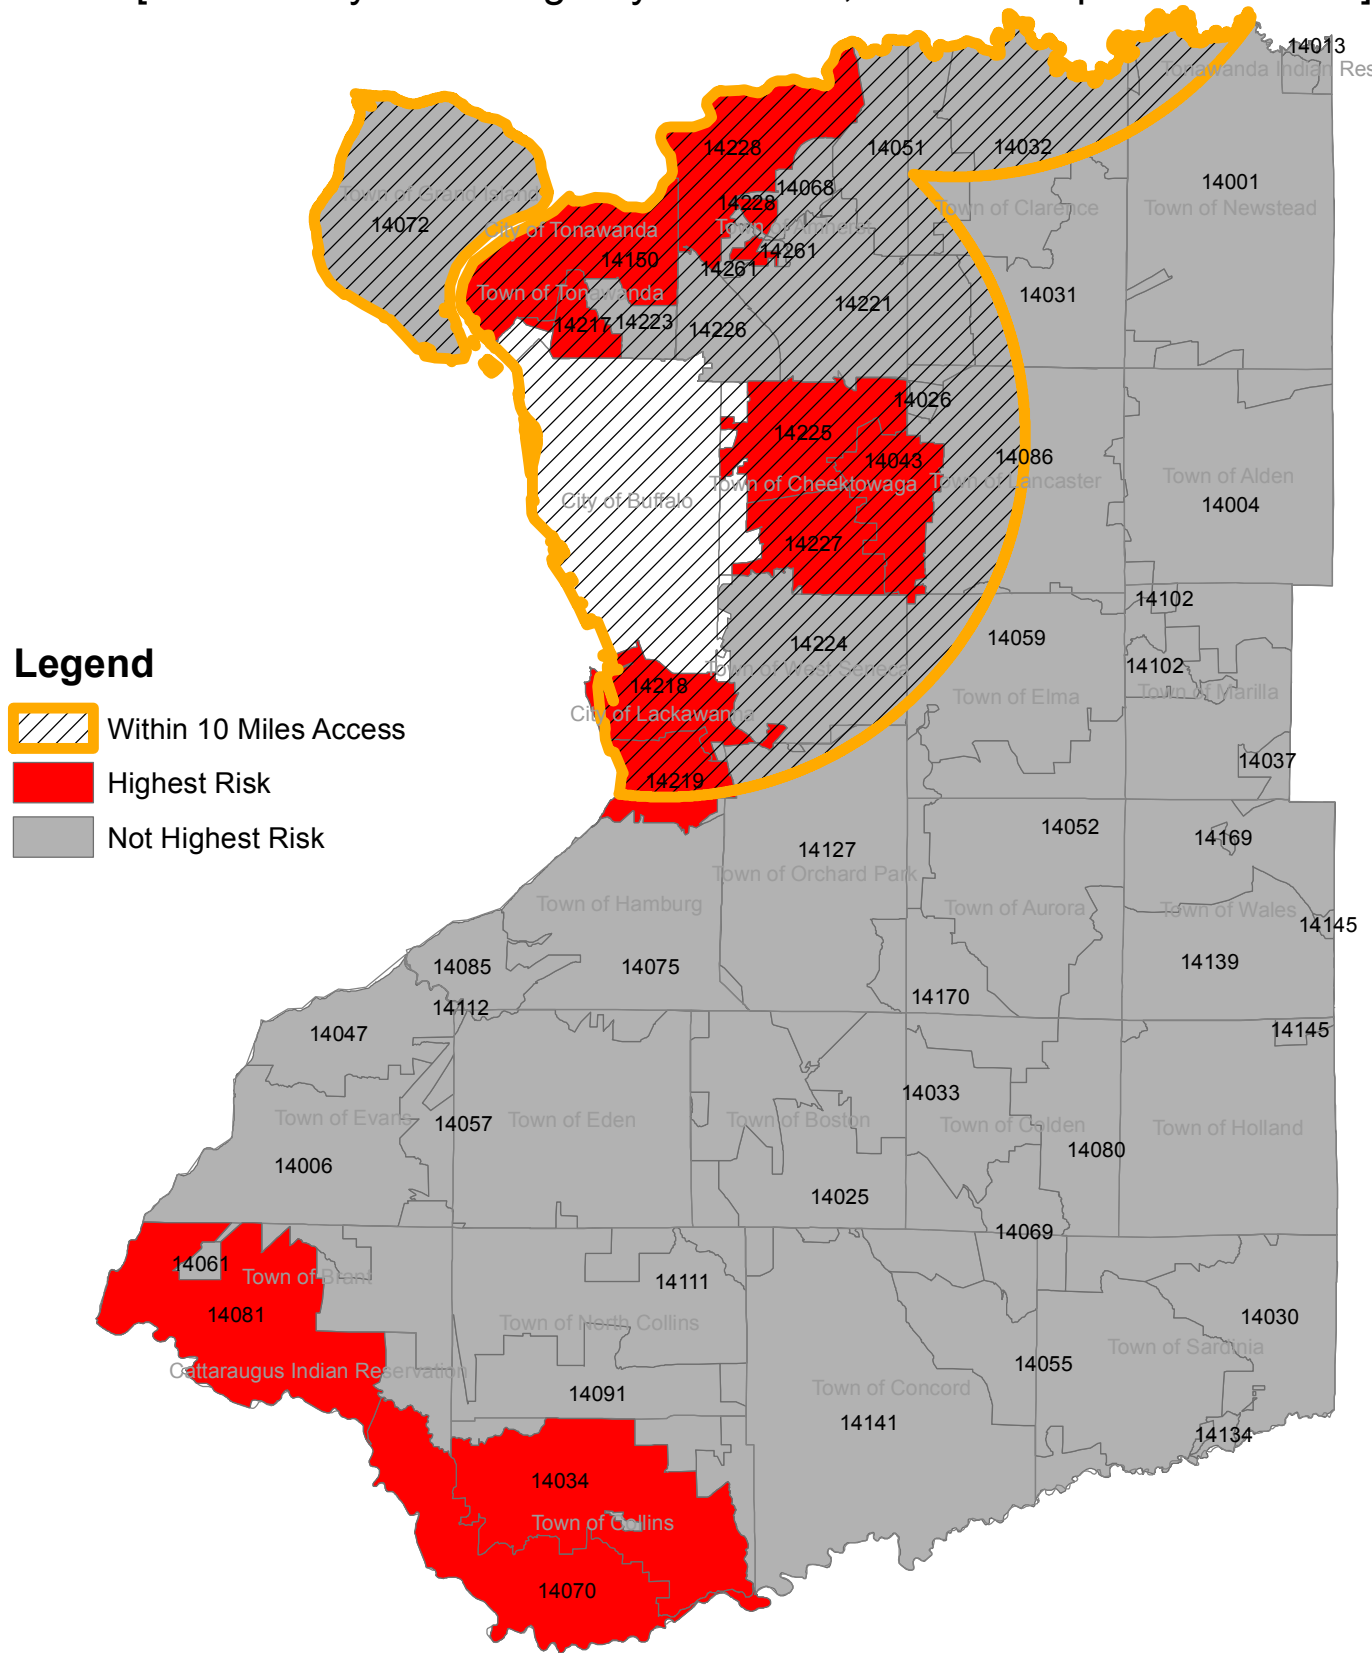 14013
Tonawanda Indian Res
14228
14051
14032
14068
14001
Town of Grand Island
14228
Town of Clarence
Town of Newstead
14072
City of Tonawanda
Town of Amherst
14150
14261
14261
Town of Tonawanda
14031
14221
14217
14223
14226
14026
14225
14043
14086
Town of Cheektowaga
Town of Lancaster
Town of Alden
City of Buffalo
14004
14227
14102
14224
14059
Town of West Seneca
14102
Legend
14218
Town of Elma
Town of Marilla
City of Lackawanna
Within 10 Miles Access
14037
14219
Highest Risk
14052
14169
Not Highest Risk
14127
Town of Orchard Park
Town of Hamburg
Town of Aurora
Town of Wales
14145
14085
14075
14139
14170
14112
14047
14145
14033
Town of Evans
14057
Town of Eden
Town of Boston
Town of Colden
Town of Holland
14080
14006
14025
14069
14061
Town of Brant
14111
14081
14030
Town of North Collins
Town of Sardinia
14055
Cattaraugus Indian Reservation
14091
Town of Concord
14141
14134
14034
Town of Collins
14070